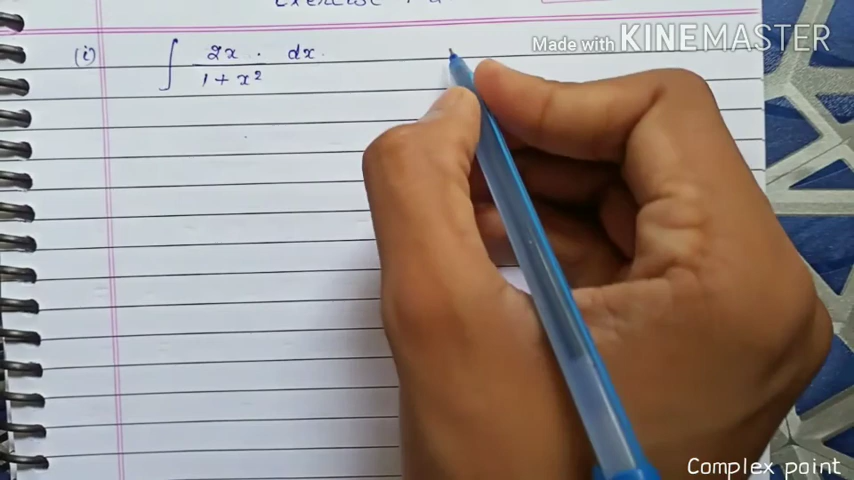 Made with KINEMASTER
(i) ∫ 2x . dx.
1 + x²
Complex point